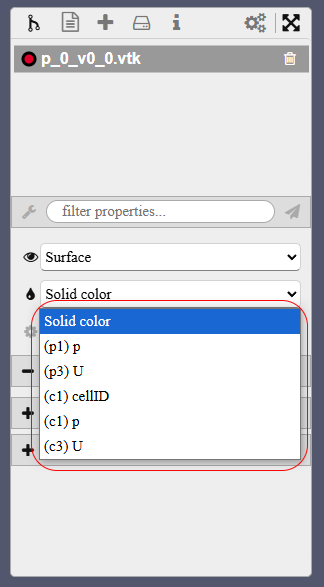 p_0_v0_0.vtk
filter properties...
Surface
Solid color
Solid color
(p1) p
(p3) U
(c1) cellID
(c1) p
(c3) U